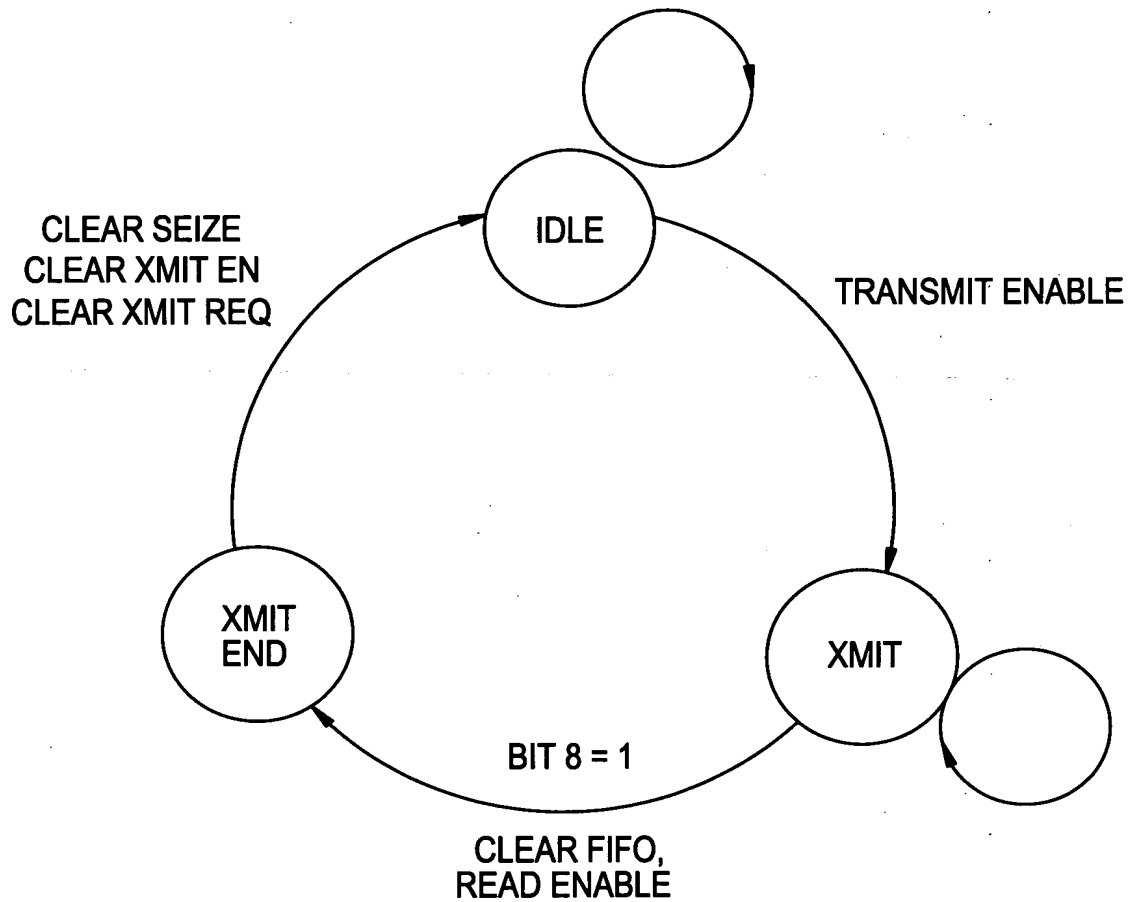 IDLE
CLEAR SEIZE
CLEAR XMIT EN
CLEAR XMIT REQ
TRANSMIT ENABLE
XMIT
END
XMIT
BIT 8 = 1
CLEAR FIFO,
READ ENABLE